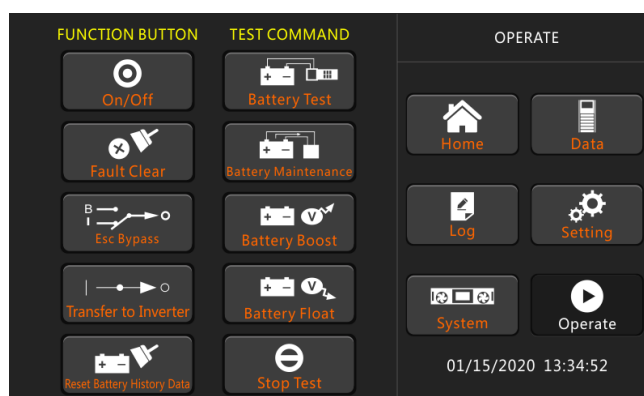 FUNCTION BUTTON
TEST COMMAND
OPERATE
On/Off
Battery Test
Fault Clear
Battery Maintenance
Home
Data
B
I
Esc Bypass
V
Battery Boost
Log
Setting
Transfer to Inverter
V
Battery Float
System
Operate
Reset Battery History Data
Stop Test
01/15/2020 13:34:52